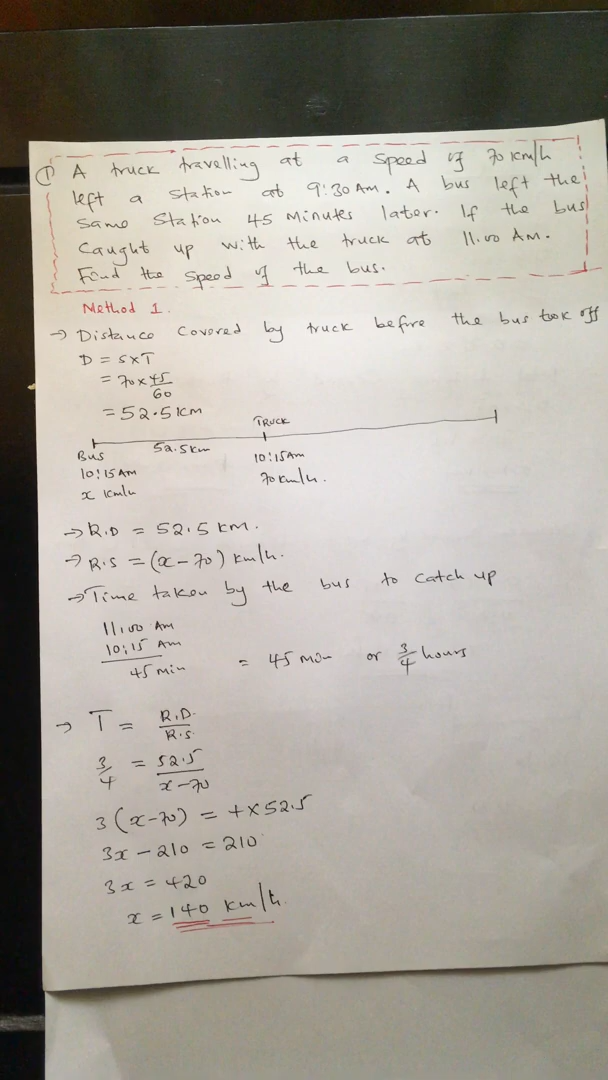 ① A truck travelling at a speed of 70 km/h
left a station at 9:30 Am. A bus left the
same station 45 minutes later. If the bus
caught up with the truck at 11.00 AM.
Find the speed of the bus.
Method 1.
→ Distance covered by truck before the bus took off
D = S×T
= 70 × 45/60
= 52.5 km
TRUCK
52.5km
Bus 10:15Am
10:15 Am 70 km/h.
x km/h
→ R.D = 52.5 km.
→ R.S = (x-70) km/h.
→ Time taken by the bus to catch up
11.00 Am
10:15 Am
45 min = 45 min or 3/4 hours
→ T = R.D./R.S
3/4 = 52.5/x-70
3(x-70) = 4×52.5
3x - 210 = 210
3x = 420
x = 140 km/h.